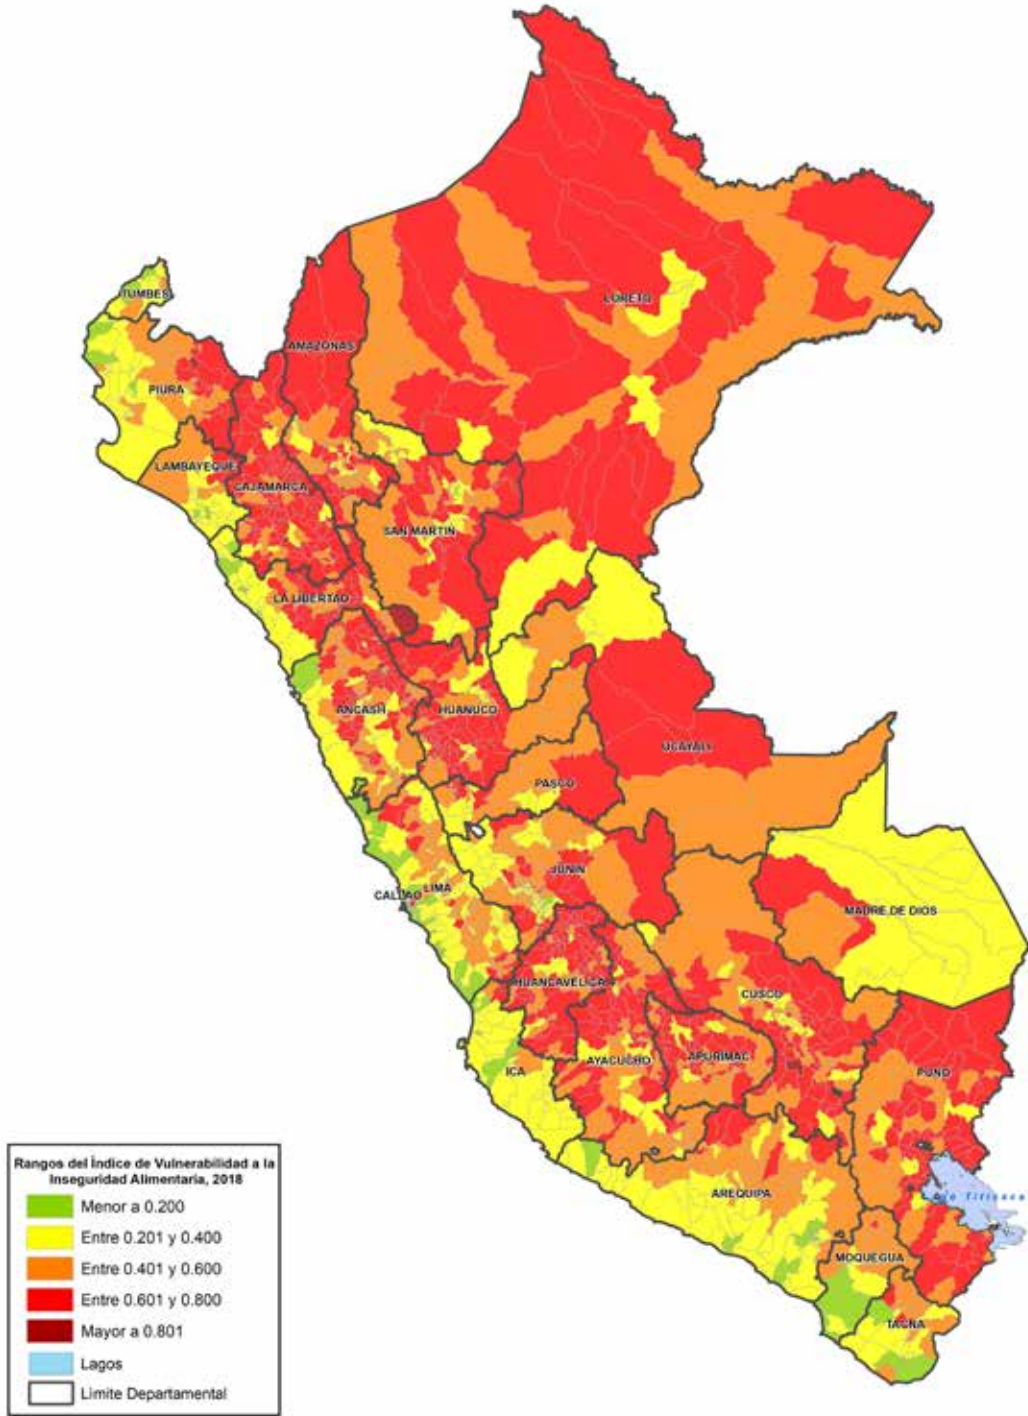 TUMBES
LORETO
AMAZONAS
PIURA
LAMBAYEQUE
CAJAMARCA
SAN MARTIN
LA LIBERTAD
ANCASH
HUANUCO
UCAYALI
PASCO
JUNIN
CALLAO
LIMA
MADRE DE DIOS
HUANCAVELICA
CUSCO
ICA
AYACUCHO
APURIMAC
PUNO
AREQUIPA
Titicaca
MOQUEGUA
TACNA
Rangos del Índice de Vulnerabilidad a la
Inseguridad Alimentaria, 2018
Menor a 0.200
Entre 0.201 y 0.400
Entre 0.401 y 0.600
Entre 0.601 y 0.800
Mayor a 0.801
Lagos
Limite Departamental